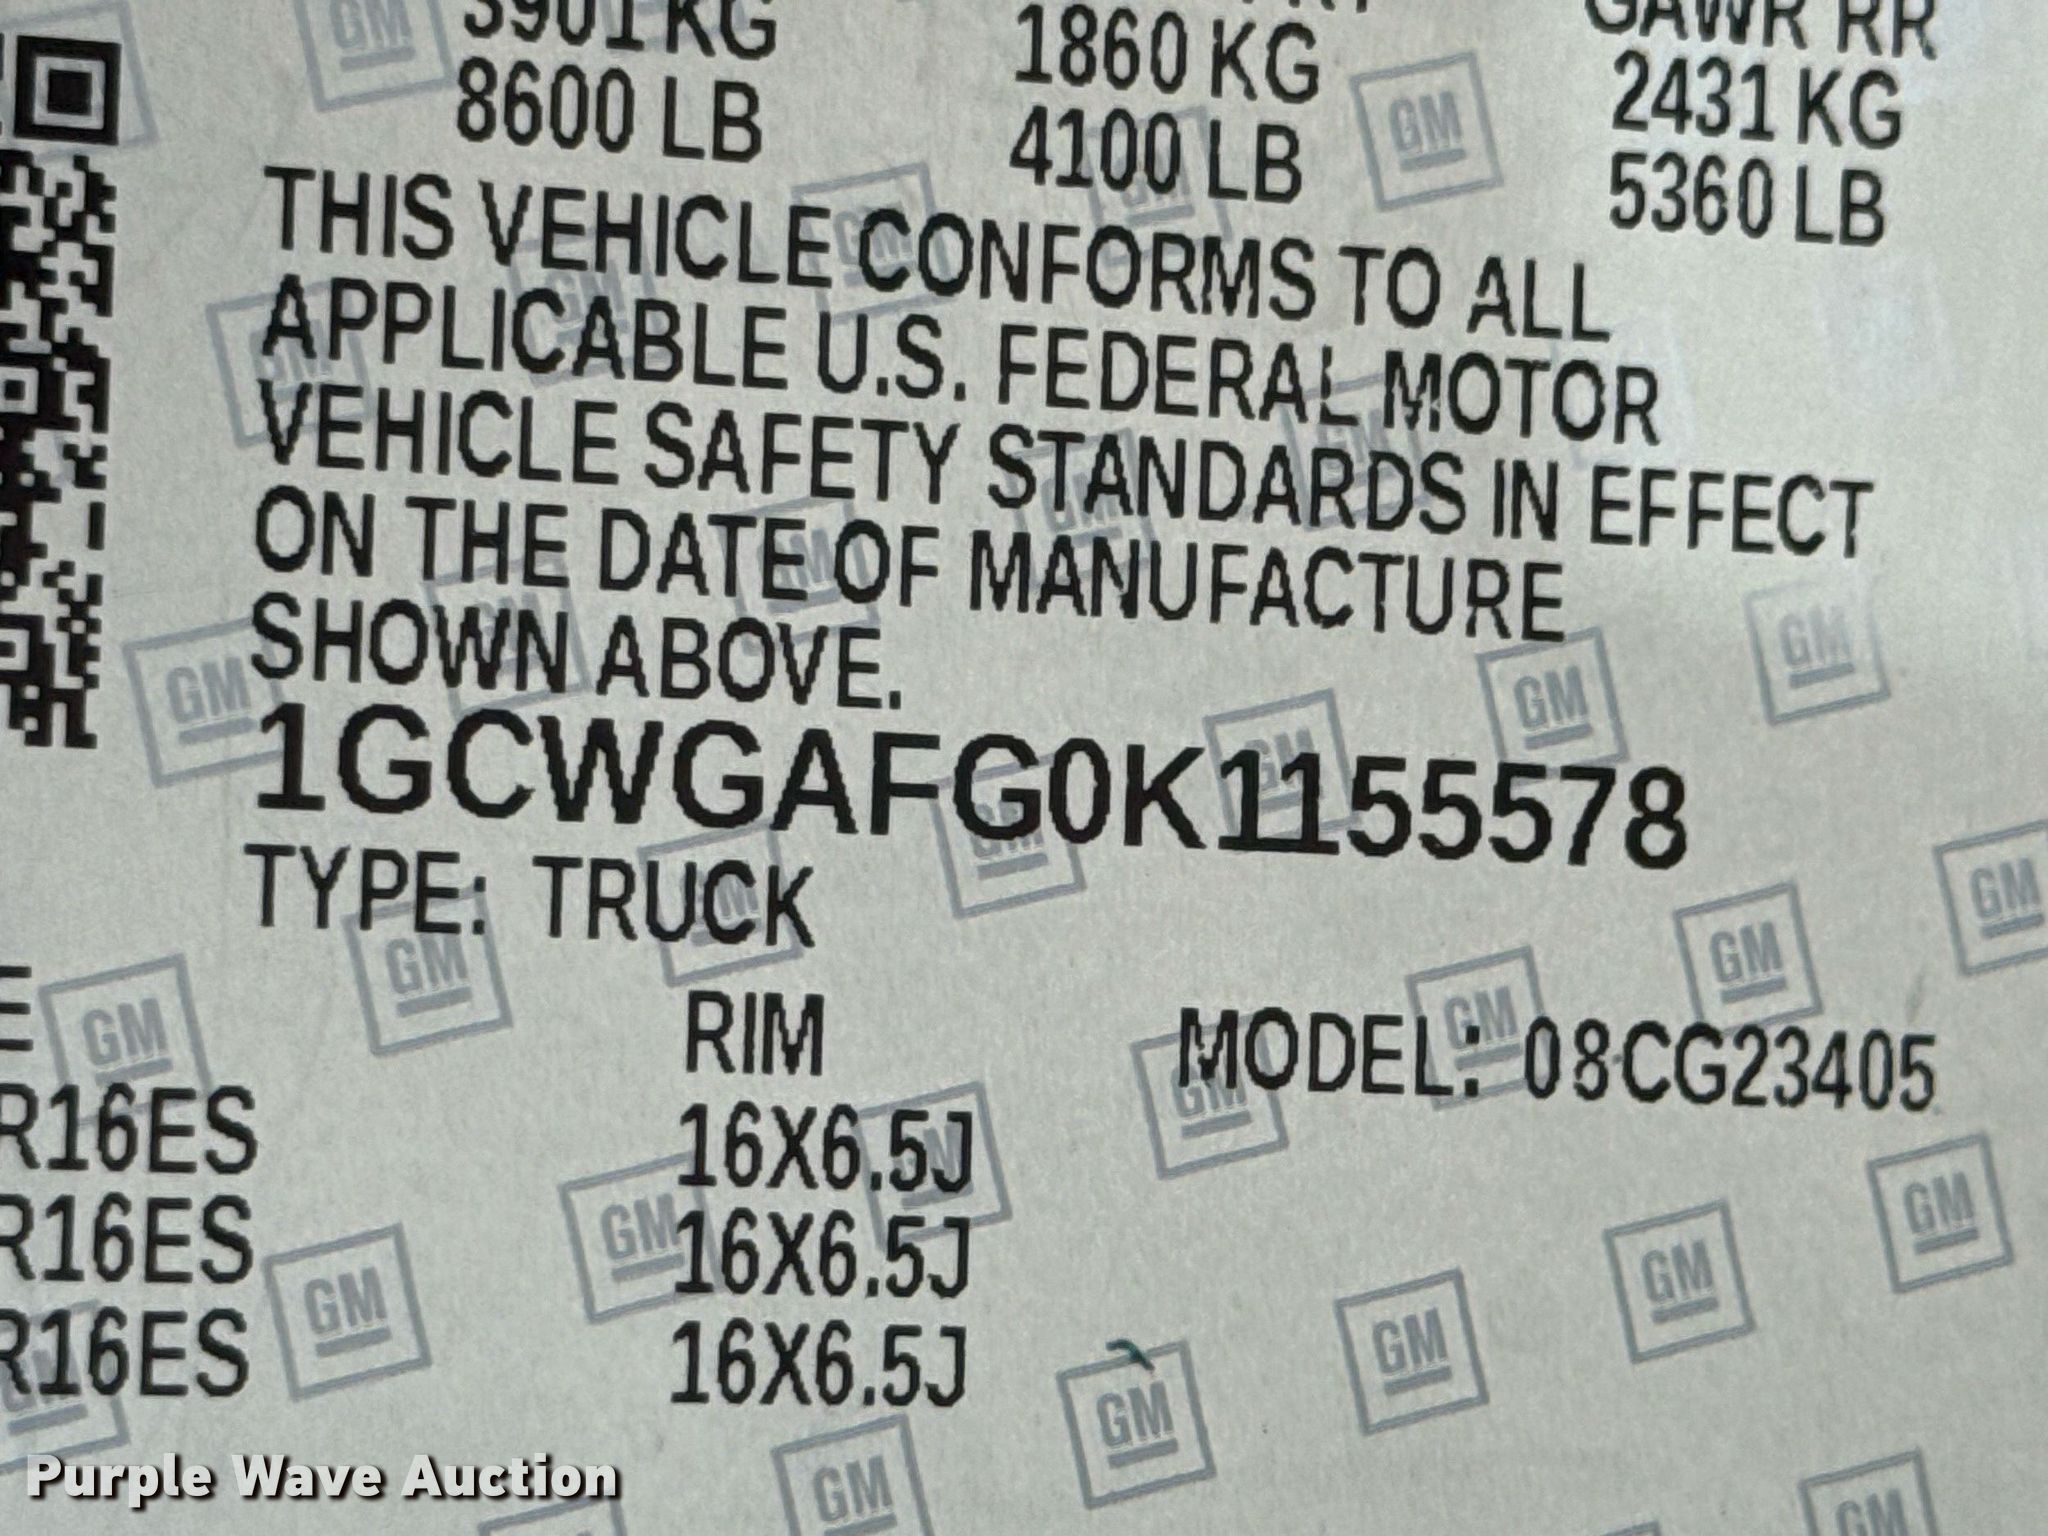 3901 KG 1860 KG GAWR RR
8600 LB 4100 LB 2431 KG
5360 LB
THIS VEHICLE CONFORMS TO ALL
APPLICABLE U.S. FEDERAL MOTOR
VEHICLE SAFETY STANDARDS IN EFFECT
ON THE DATE OF MANUFACTURE
SHOWN ABOVE.
1GCWGAFG0K1155578
TYPE: TRUCK
RIM MODEL: 08CG23405
R16ES 16X6.5J
R16ES 16X6.5J
R16ES 16X6.5J
GM
Purple Wave Auction